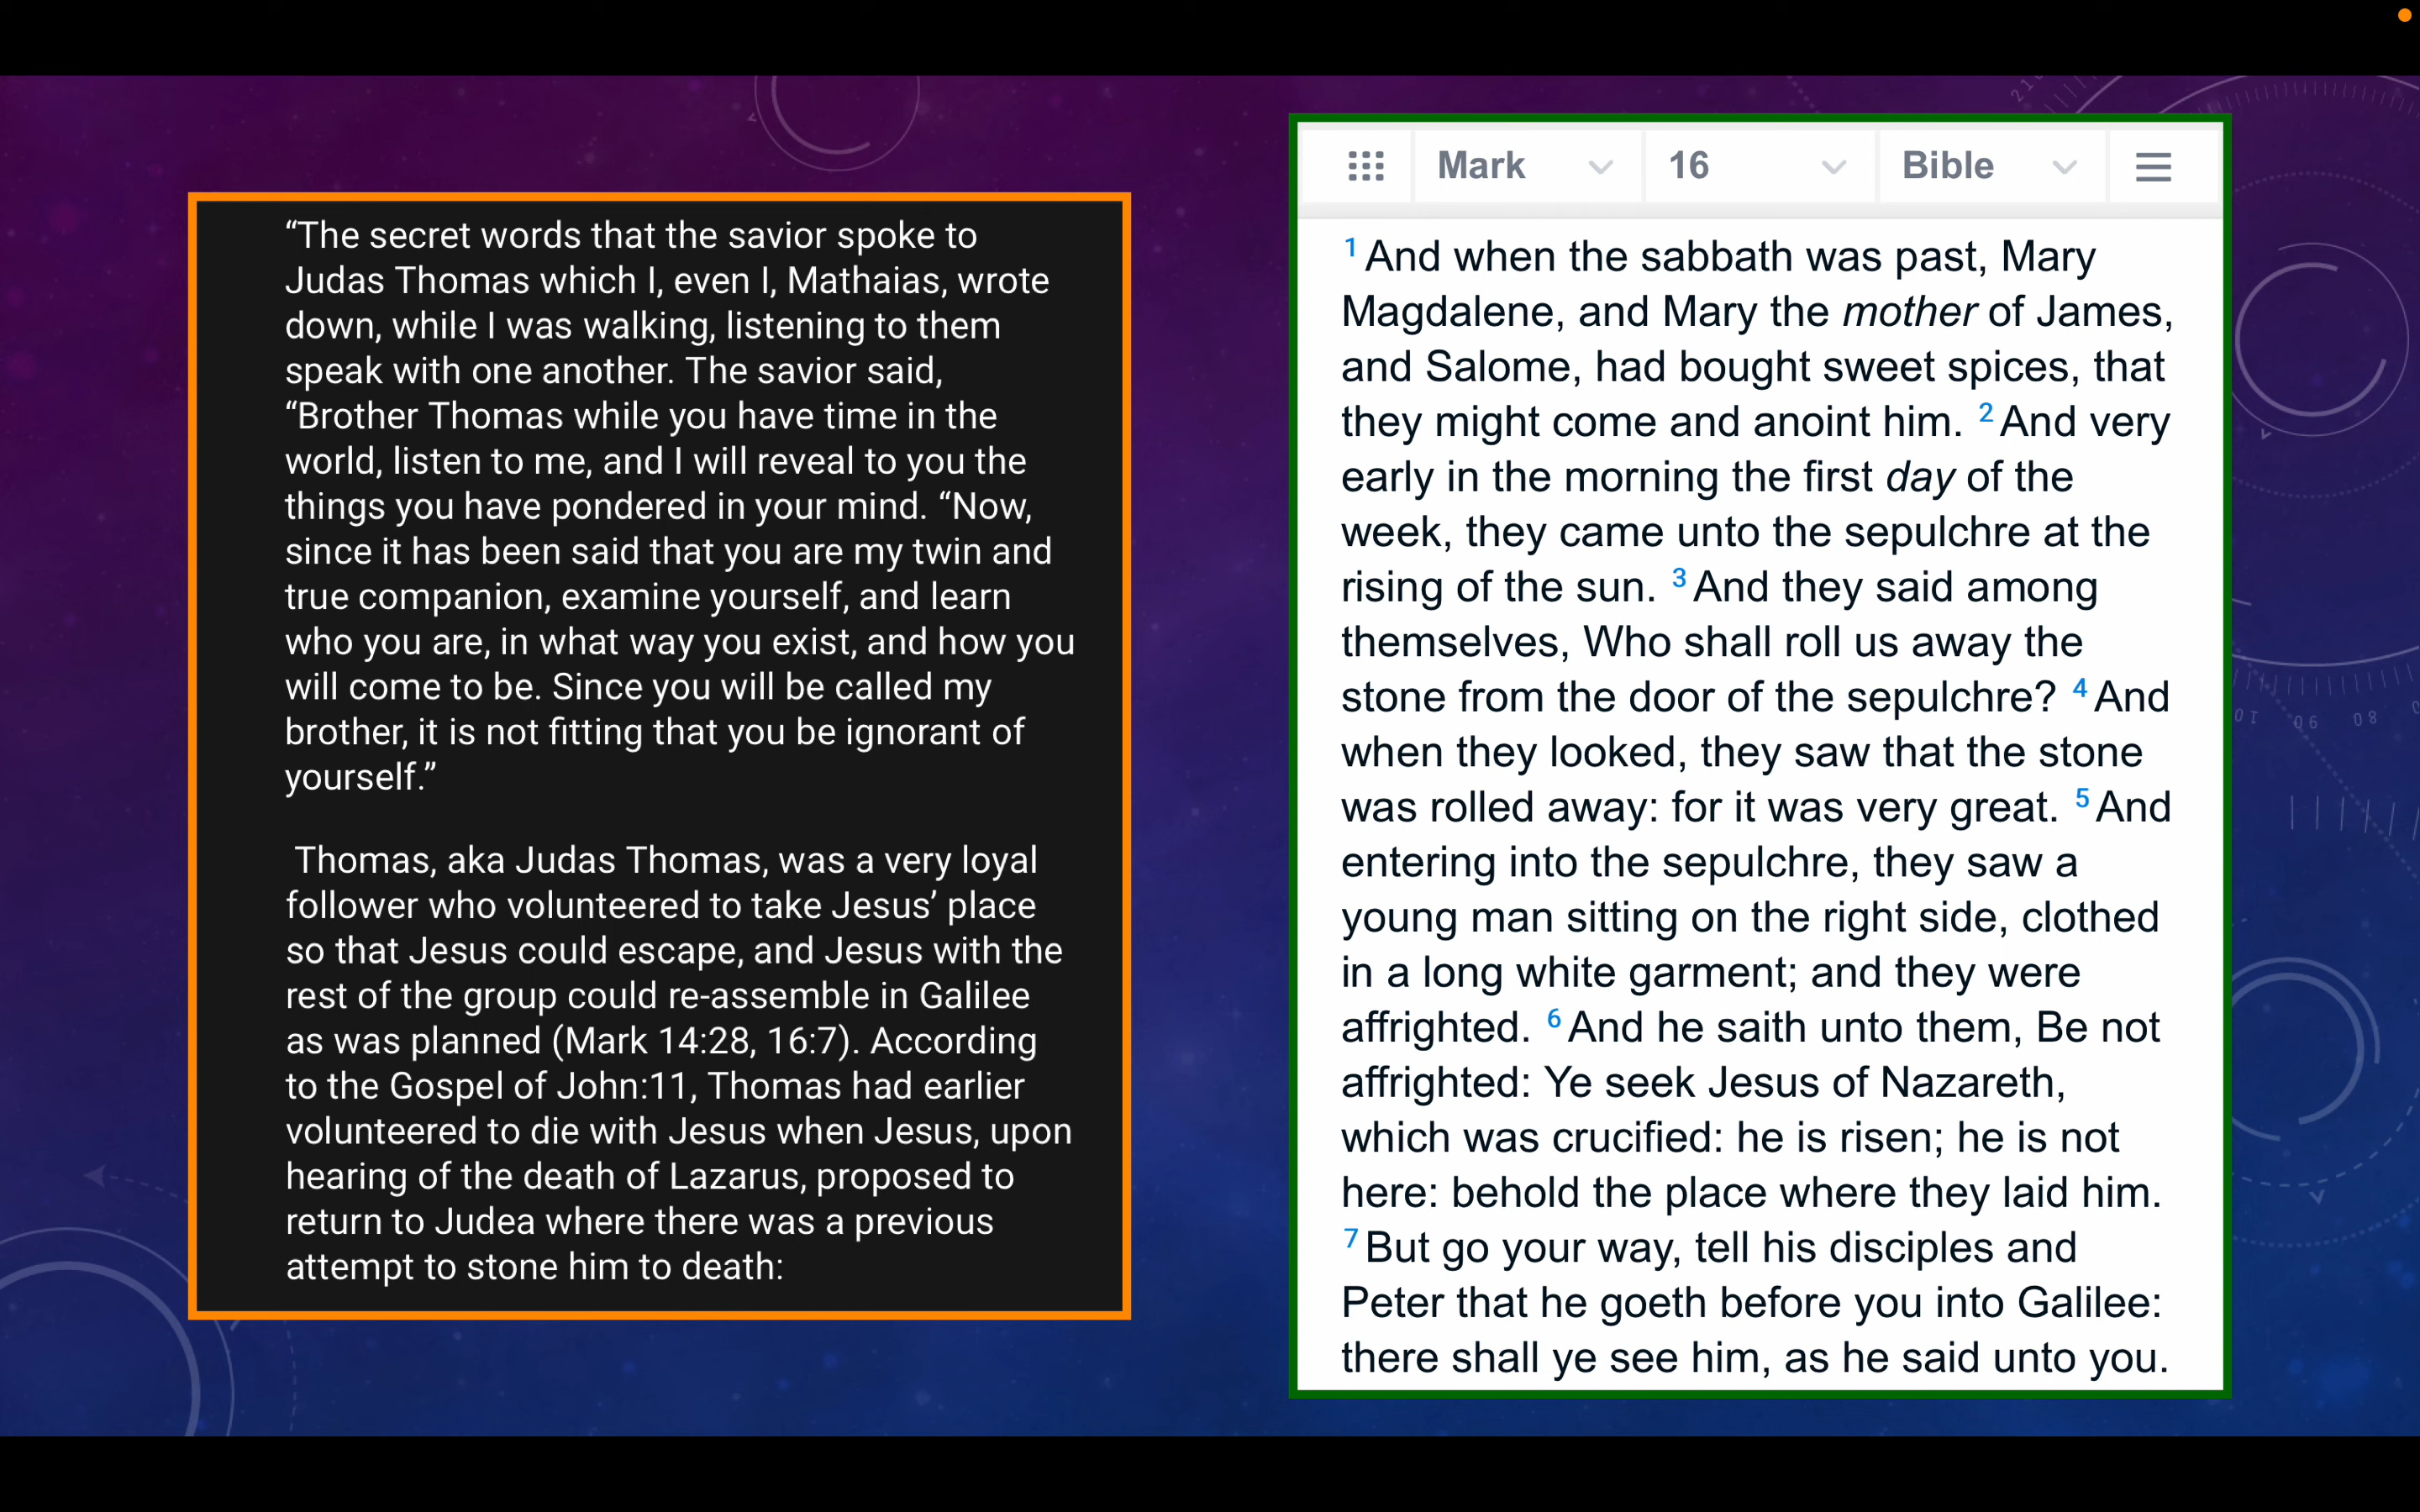 “The secret words that the savior spoke to
Judas Thomas which I, even I, Mathaias, wrote
down, while I was walking, listening to them
speak with one another. The savior said,
“Brother Thomas while you have time in the
world, listen to me, and I will reveal to you the
things you have pondered in your mind. “Now,
since it has been said that you are my twin and
true companion, examine yourself, and learn
who you are, in what way you exist, and how you
will come to be. Since you will be called my
brother, it is not fitting that you be ignorant of
yourself.”
Thomas, aka Judas Thomas, was a very loyal
follower who volunteered to take Jesus’ place
so that Jesus could escape, and Jesus with the
rest of the group could re-assemble in Galilee
as was planned (Mark 14:28, 16:7). According
to the Gospel of John:11, Thomas had earlier
volunteered to die with Jesus when Jesus, upon
hearing of the death of Lazarus, proposed to
return to Judea where there was a previous
attempt to stone him to death:
Mark 16 Bible
1 And when the sabbath was past, Mary
Magdalene, and Mary the mother of James,
and Salome, had bought sweet spices, that
they might come and anoint him. 2 And very
early in the morning the first day of the
week, they came unto the sepulchre at the
rising of the sun. 3 And they said among
themselves, Who shall roll us away the
stone from the door of the sepulchre? 4 And
when they looked, they saw that the stone
was rolled away: for it was very great. 5 And
entering into the sepulchre, they saw a
young man sitting on the right side, clothed
in a long white garment; and they were
affrighted. 6 And he saith unto them, Be not
affrighted: Ye seek Jesus of Nazareth,
which was crucified: he is risen; he is not
here: behold the place where they laid him.
7 But go your way, tell his disciples and
Peter that he goeth before you into Galilee:
there shall ye see him, as he said unto you.